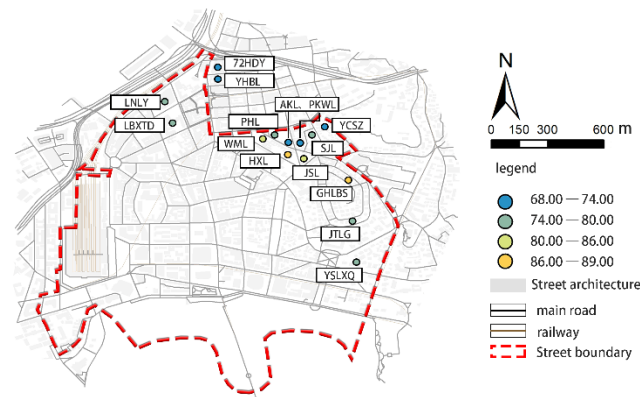 72HDY
YHBL
LNLY
LBXTD
PHL
AKL.
PKWL
YCSZ
WML
SJL
HXL
JSL
GHLBS
JTLG
YSLXQ
N
0 150 300 600 m
legend
68.00 — 74.00
74.00 — 80.00
80.00 — 86.00
86.00 — 89.00
Street architecture
main road
railway
Street boundary